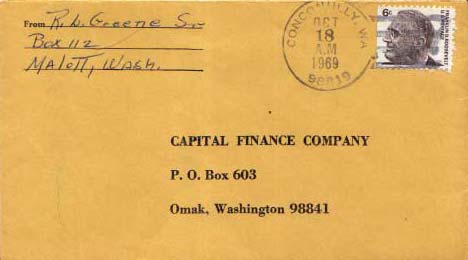 From R.D. Greene Sr
Box 112
Malott, Wash.
CONCONULLY, WA
OCT
18
A.M
1969
98819
6¢
CAPITAL FINANCE COMPANY
P. O. Box 603
Omak, Washington 98841